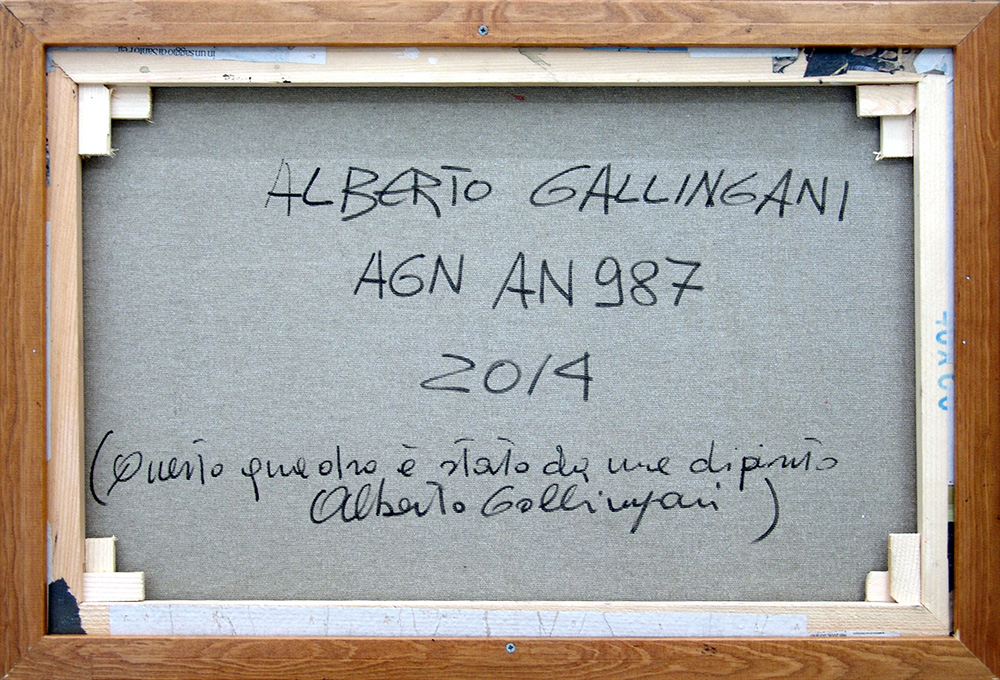 ALBERTO GALLINGANI
AGN AN 987
2014
(Questo quadro è stato da me dipinto
Alberto Gallingani)